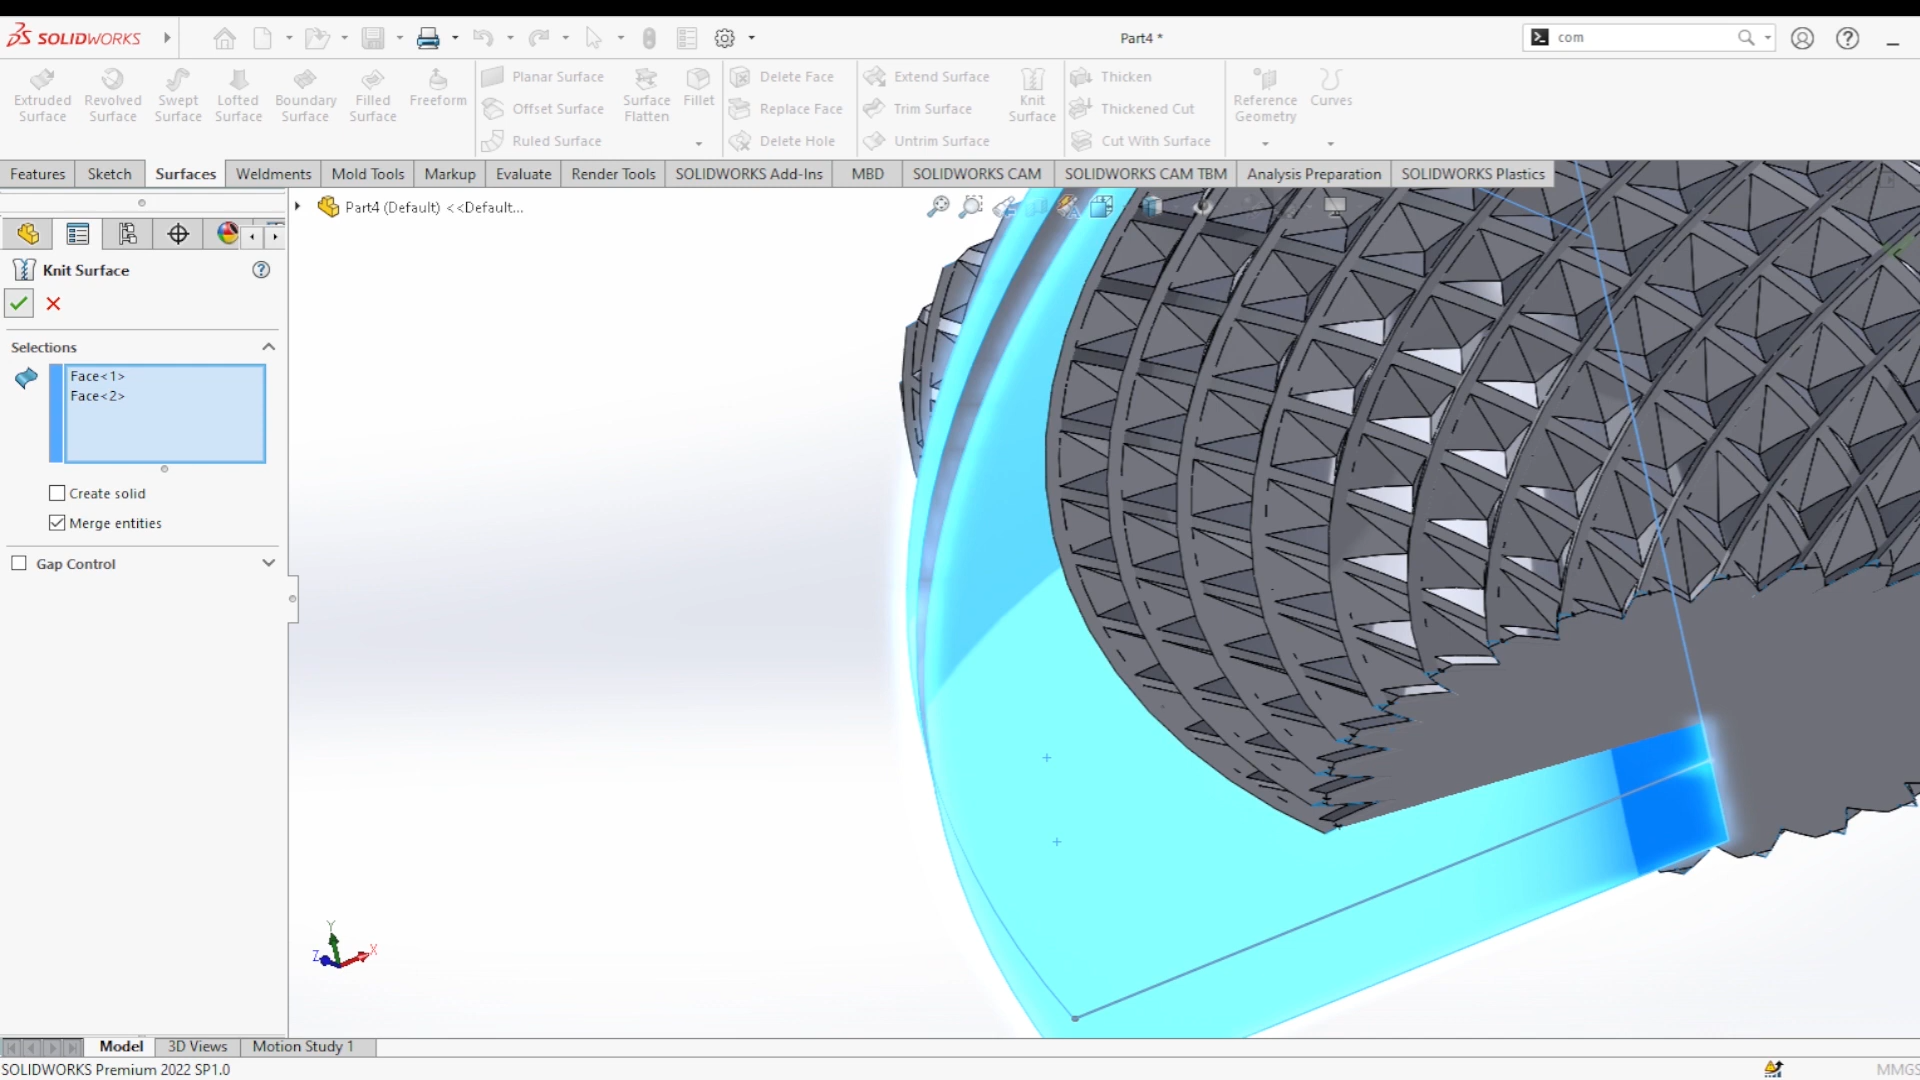 SOLIDWORKS
Part4 *
com
Extruded Surface
Revolved Surface
Swept Surface
Lofted Surface
Boundary Surface
Filled Surface
Freeform
Planar Surface
Offset Surface
Ruled Surface
Surface Flatten
Fillet
Delete Face
Replace Face
Delete Hole
Extend Surface
Trim Surface
Untrim Surface
Knit Surface
Thicken
Thickened Cut
Cut With Surface
Reference Geometry
Curves
Features Sketch Surfaces Weldments Mold Tools Markup Evaluate Render Tools SOLIDWORKS Add-Ins MBD SOLIDWORKS CAM SOLIDWORKS CAM TBM Analysis Preparation SOLIDWORKS Plastics
Part4 (Default) <<Default...
Knit Surface
Selections
Face<1>
Face<2>
Create solid
Merge entities
Gap Control
Y
Z
X
Model 3D Views Motion Study 1
SOLIDWORKS Premium 2022 SP1.0
MMGS